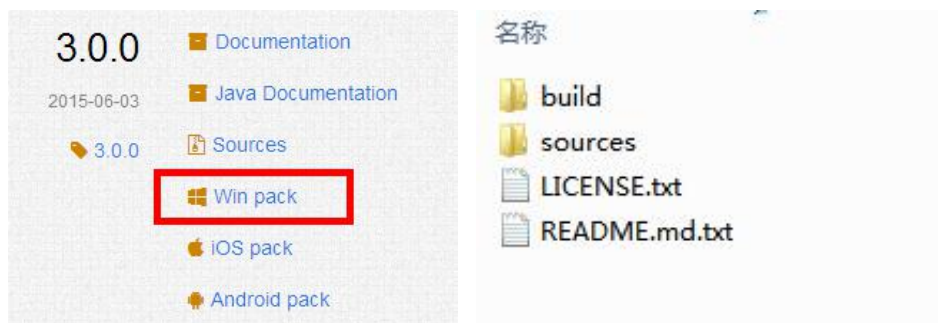 3.0.0
2015-06-03
3.0.0
Documentation
Java Documentation
Sources
Win pack
iOS pack
Android pack
名称
build
sources
LICENSE.txt
README.md.txt